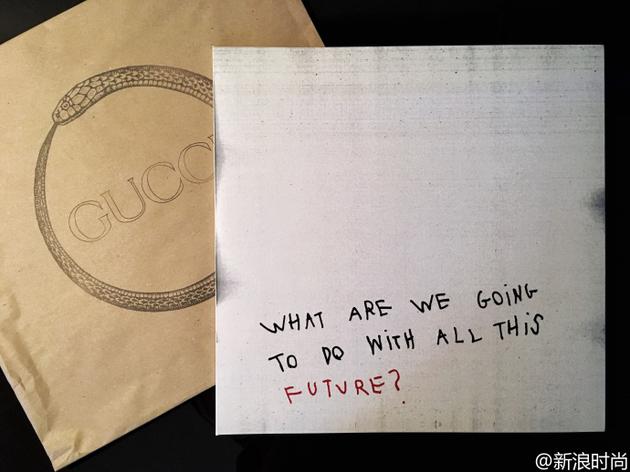 GUCCI
WHAT ARE WE GOING
TO DO WITH ALL THIS
FUTURE?
@新浪时尚